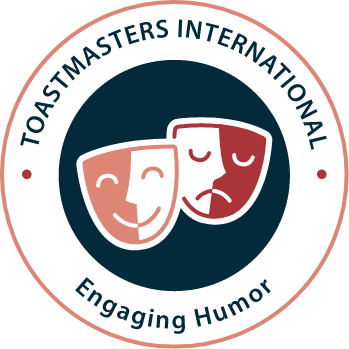 TOASTMASTERS INTERNATIONAL
Engaging Humor